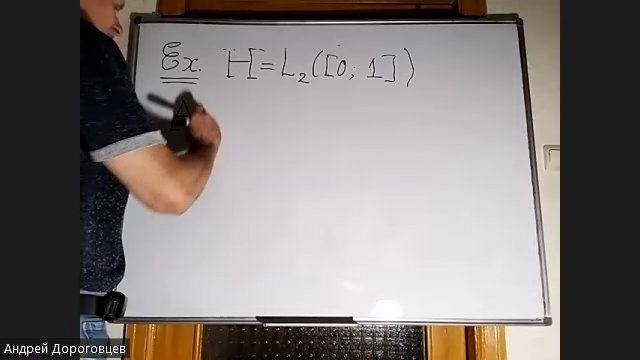 Ex. H=L₂([0; 1])
A
Андрей Дороговцев